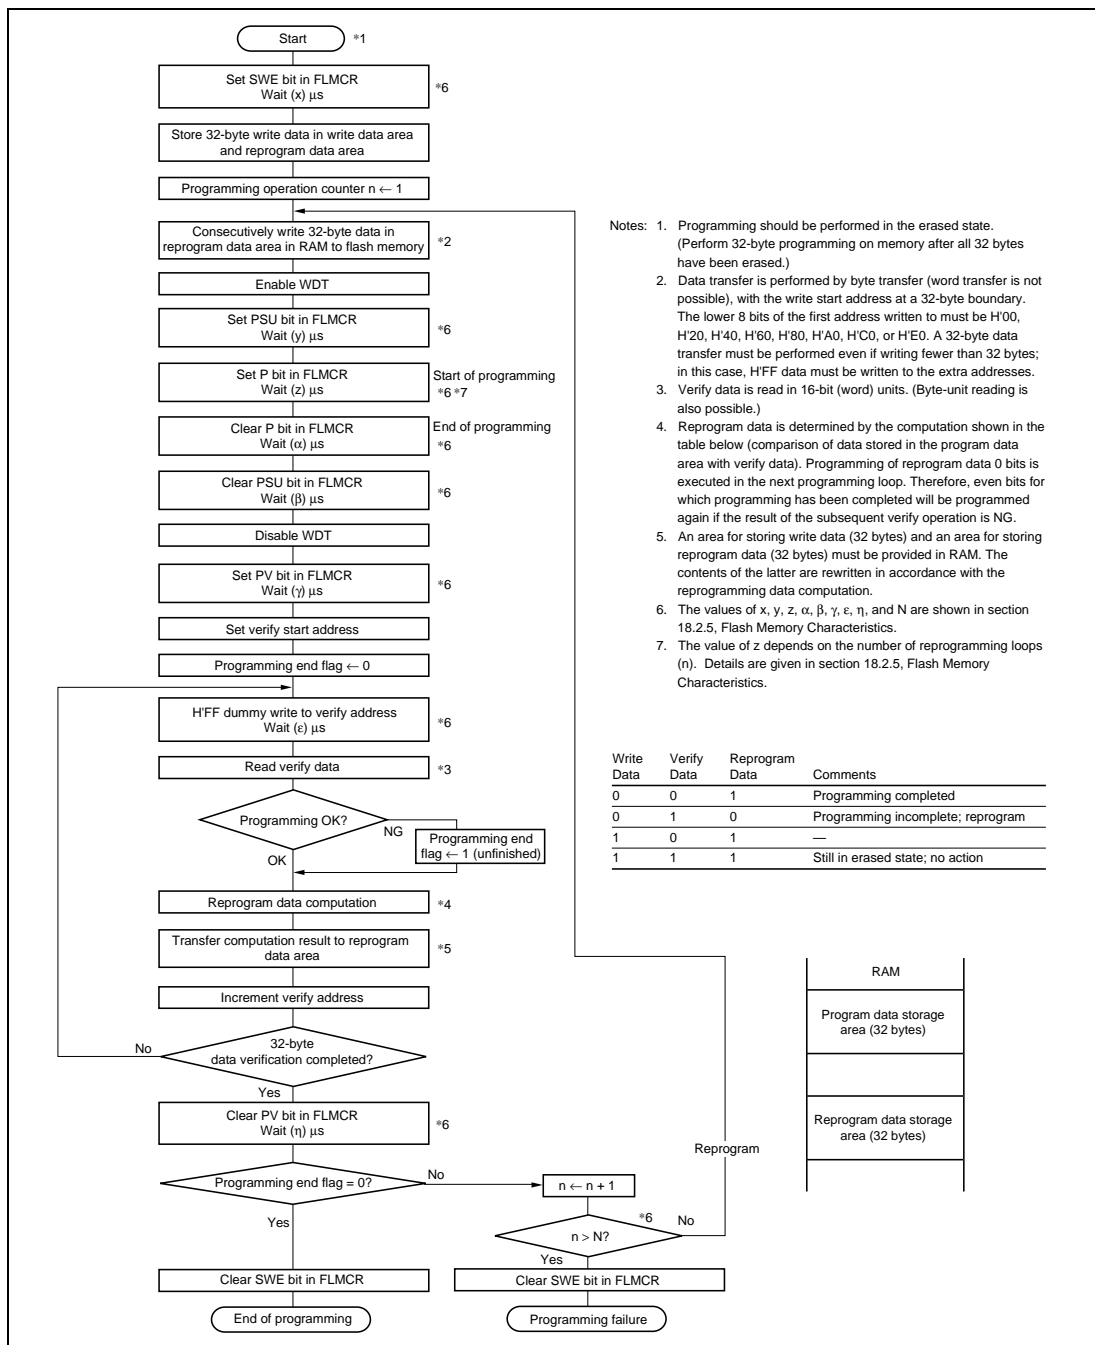 Start
*1
Set SWE bit in FLMCR
Wait (x) μs
*6
Store 32-byte write data in write data area
and reprogram data area
Programming operation counter n ← 1
Consecutively write 32-byte data in
reprogram data area in RAM to flash memory
*2
Enable WDT
Set PSU bit in FLMCR
Wait (y) μs
*6
Set P bit in FLMCR
Wait (z) μs
Start of programming
*6 *7
Clear P bit in FLMCR
Wait (α) μs
End of programming
*6
Clear PSU bit in FLMCR
Wait (β) μs
*6
Disable WDT
Set PV bit in FLMCR
Wait (γ) μs
*6
Set verify start address
Programming end flag ← 0
H'FF dummy write to verify address
Wait (ε) μs
*6
Read verify data
*3
Programming OK?
NG
Programming end
flag ← 1 (unfinished)
OK
Reprogram data computation
*4
Transfer computation result to reprogram
data area
*5
Increment verify address
32-byte
data verification completed?
No
Yes
Clear PV bit in FLMCR
Wait (η) μs
*6
Programming end flag = 0?
No
Yes
n ← n + 1
*6
n > N?
No
Yes
Reprogram
Clear SWE bit in FLMCR
Clear SWE bit in FLMCR
End of programming
Programming failure
Notes: 1. Programming should be performed in the erased state.
(Perform 32-byte programming on memory after all 32 bytes
have been erased.)
2. Data transfer is performed by byte transfer (word transfer is not
possible), with the write start address at a 32-byte boundary.
The lower 8 bits of the first address written to must be H'00,
H'20, H'40, H'60, H'80, H'A0, H'C0, or H'E0. A 32-byte data
transfer must be performed even if writing fewer than 32 bytes;
in this case, H'FF data must be written to the extra addresses.
3. Verify data is read in 16-bit (word) units. (Byte-unit reading is
also possible.)
4. Reprogram data is determined by the computation shown in the
table below (comparison of data stored in the program data
area with verify data). Programming of reprogram data 0 bits is
executed in the next programming loop. Therefore, even bits for
which programming has been completed will be programmed
again if the result of the subsequent verify operation is NG.
5. An area for storing write data (32 bytes) and an area for storing
reprogram data (32 bytes) must be provided in RAM. The
contents of the latter are rewritten in accordance with the
reprogramming data computation.
6. The values of x, y, z, α, β, γ, ε, η, and N are shown in section
18.2.5, Flash Memory Characteristics.
7. The value of z depends on the number of reprogramming loops
(n). Details are given in section 18.2.5, Flash Memory
Characteristics.
Write Verify Reprogram
Data Data Data Comments
0 0 1 Programming completed
0 1 0 Programming incomplete; reprogram
1 0 1 —
1 1 1 Still in erased state; no action
RAM
Program data storage
area (32 bytes)
Reprogram data storage
area (32 bytes)